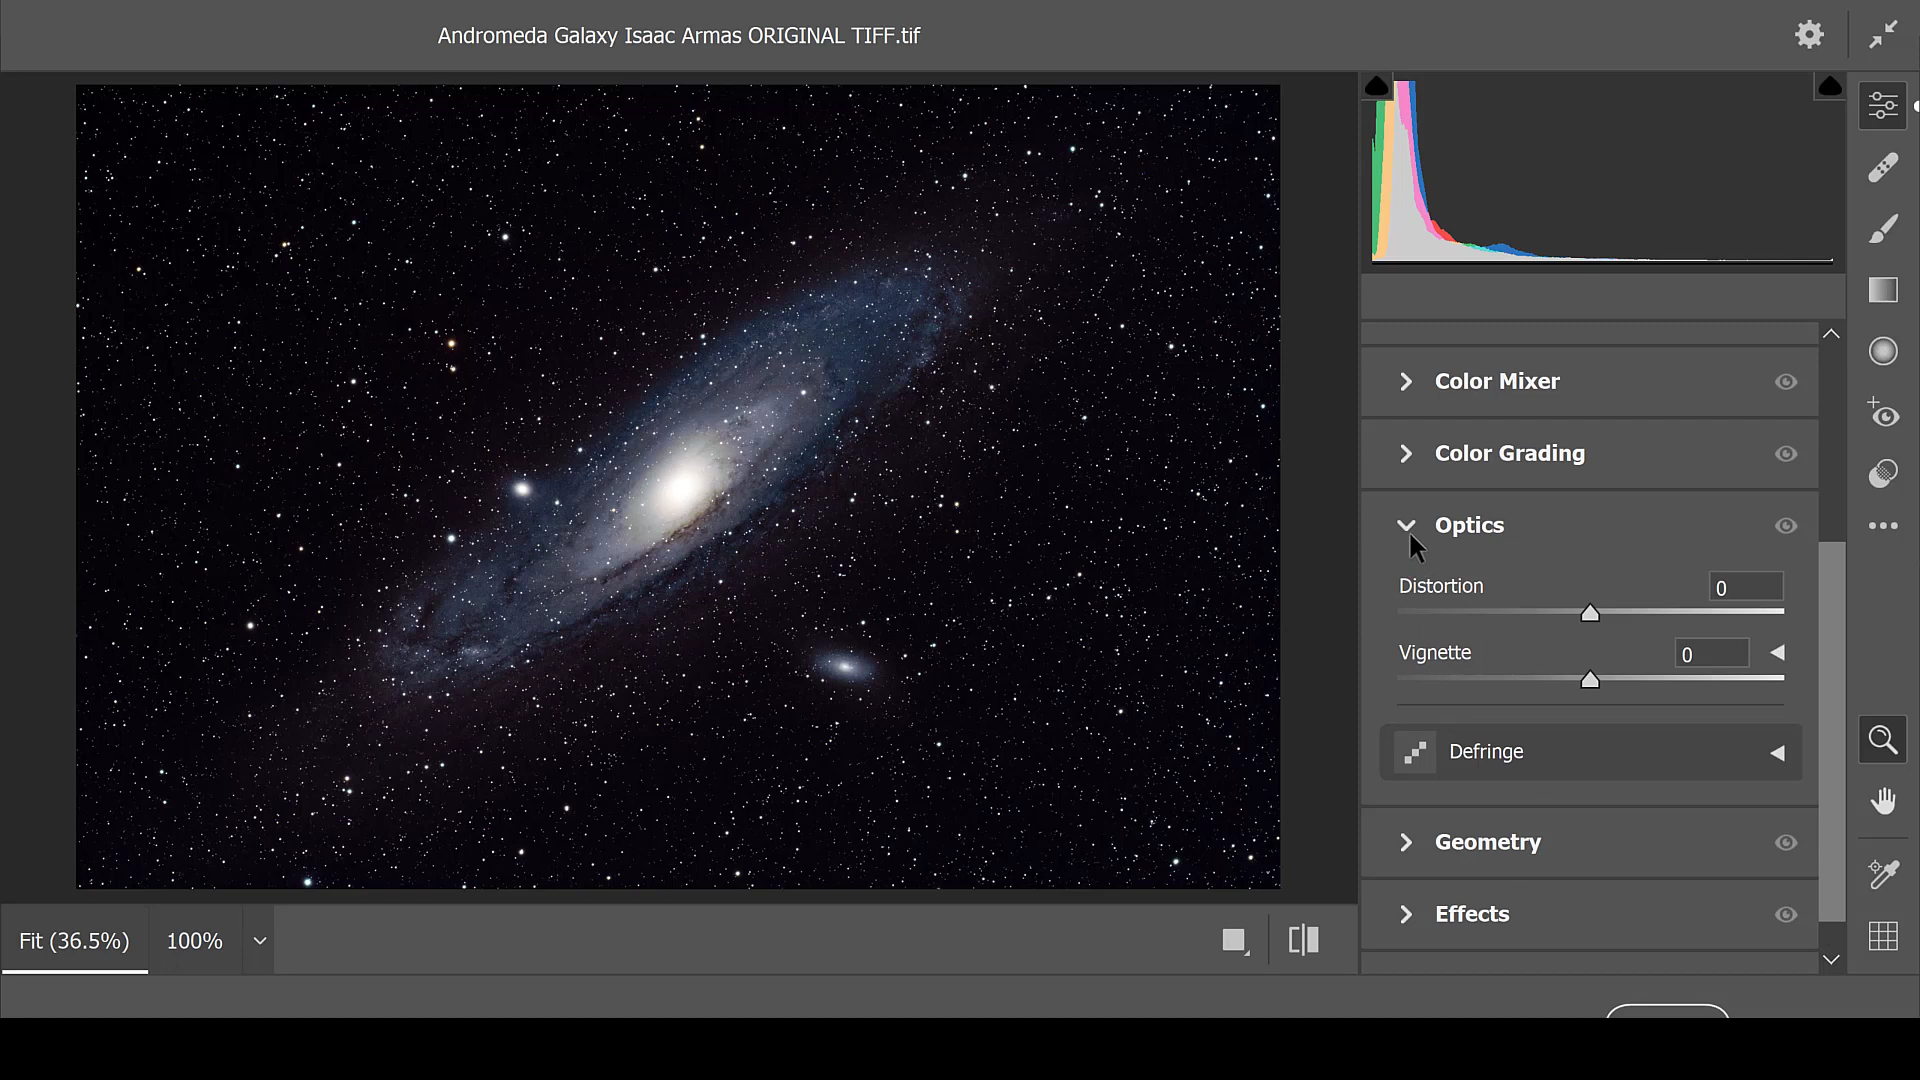 Andromeda Galaxy Isaac Armas ORIGINAL TIFF.tif
Color Mixer
Color Grading
Optics
Distortion
0
Vignette
0
Defringe
Geometry
Effects
Fit (36.5%)
100%